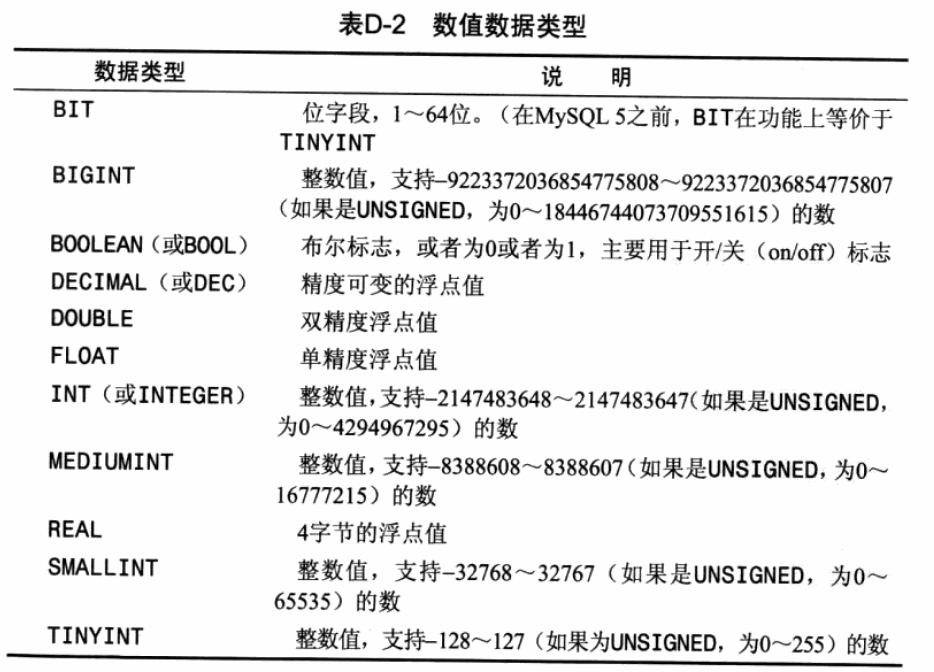 表D-2 数值数据类型
数据类型 说 明
BIT 位字段，1～64位。（在MySQL 5之前，BIT在功能上等价于
TINYINT
BIGINT 整数值，支持–9223372036854775808～9223372036854775807
（如果是UNSIGNED，为0～18446744073709551615）的数
BOOLEAN（或BOOL） 布尔标志，或者为0或者为1，主要用于开/关（on/off）标志
DECIMAL（或DEC） 精度可变的浮点值
DOUBLE 双精度浮点值
FLOAT 单精度浮点值
INT（或INTEGER） 整数值，支持–2147483648～2147483647（如果是UNSIGNED，
为0～4294967295）的数
MEDIUMINT 整数值，支持–8388608～8388607（如果是UNSIGNED，为0～
16777215）的数
REAL 4字节的浮点值
SMALLINT 整数值，支持–32768～32767（如果是UNSIGNED，为0～
65535）的数
TINYINT 整数值，支持–128～127（如果为UNSIGNED，为0～255）的数